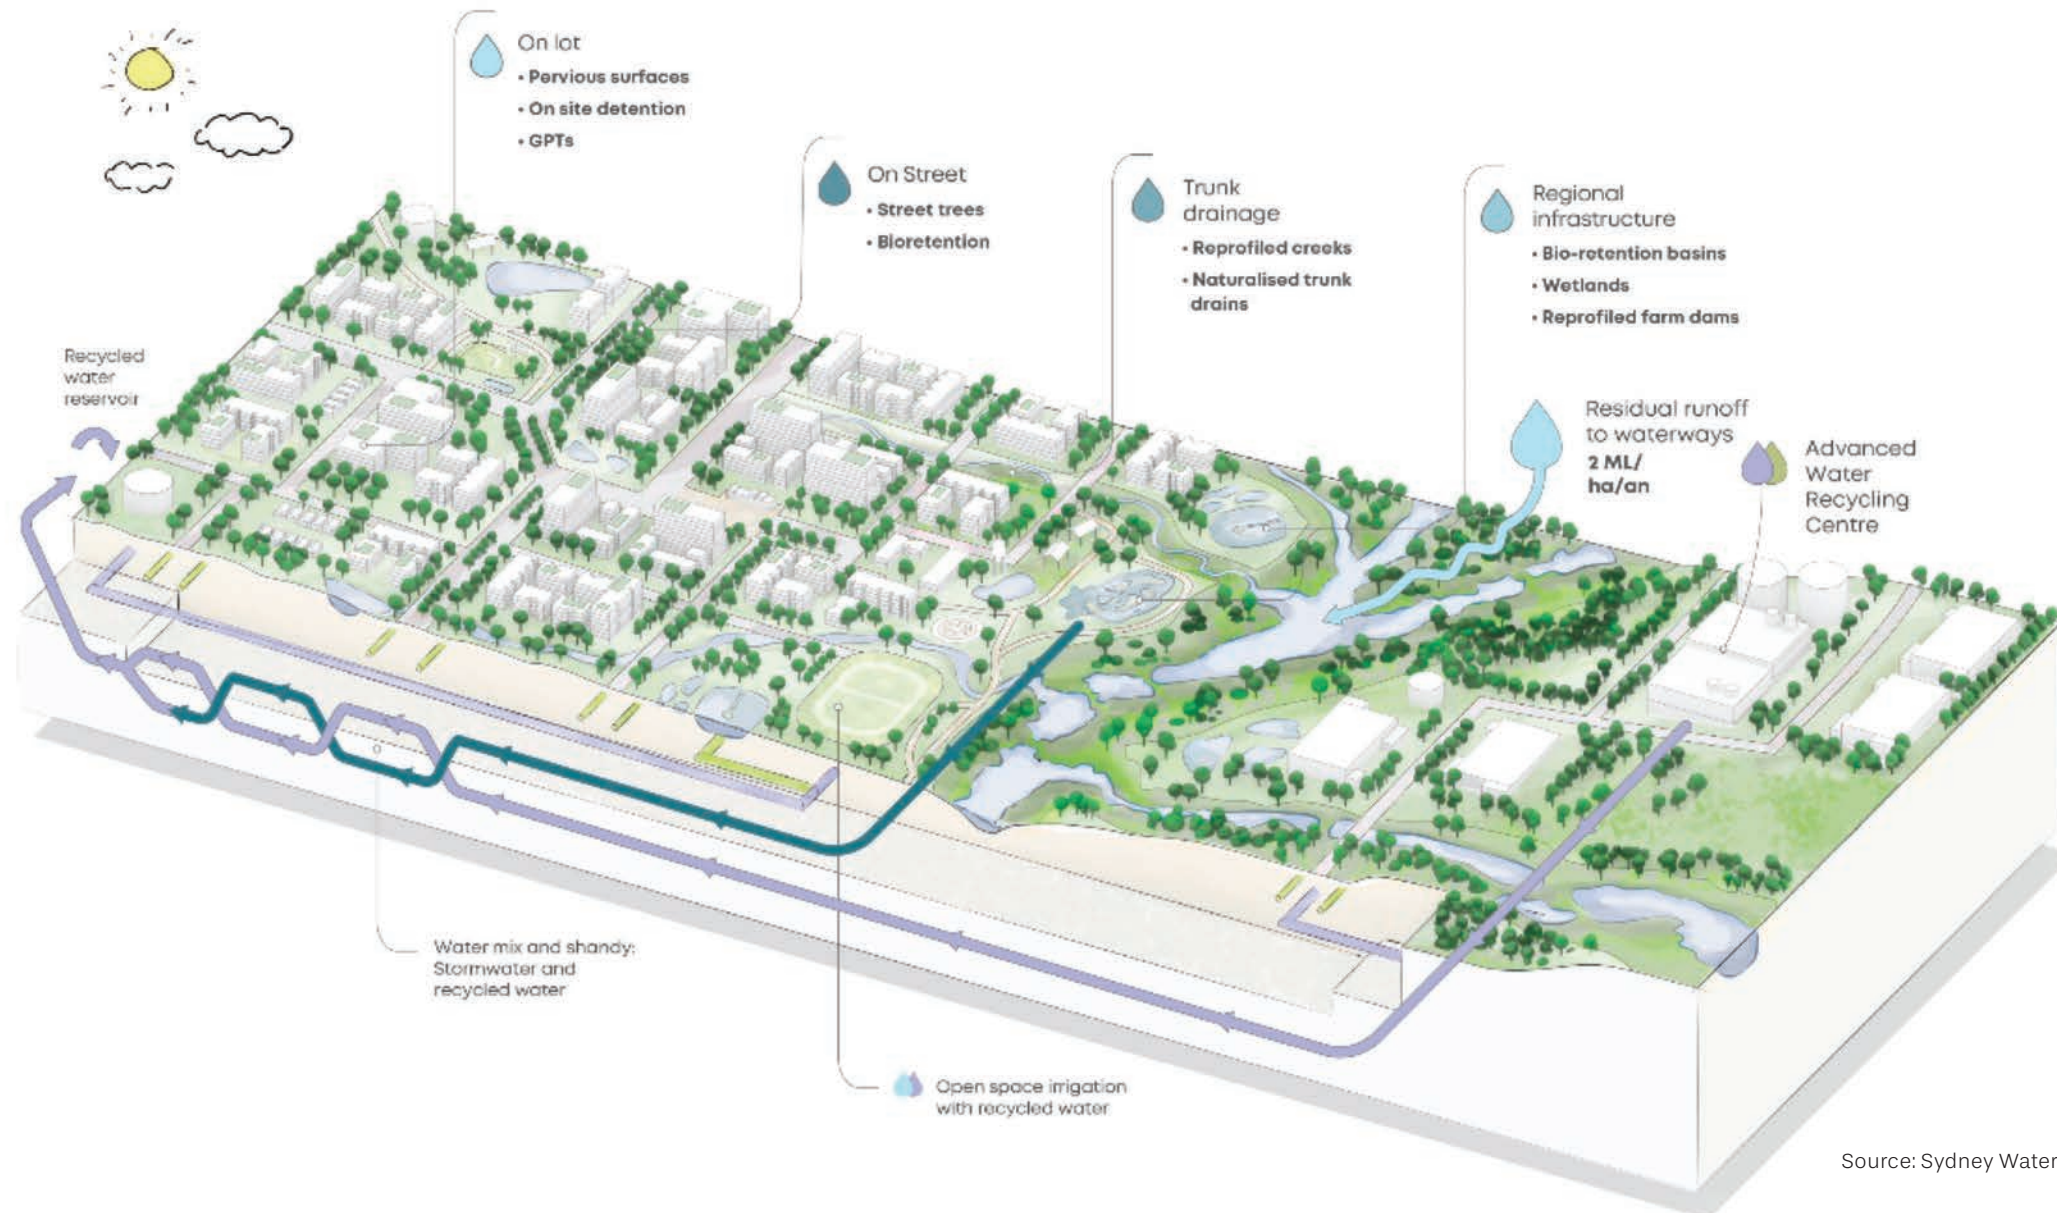 On lot
• Pervious surfaces
• On site detention
• GPTs
On Street
• Street trees
• Bioretention
Trunk
drainage
• Reprofiled creeks
• Naturalised trunk
drains
Regional
infrastructure
• Bio-retention basins
• Wetlands
• Reprofiled farm dams
Recycled
water
reservoir
Residual runoff
to waterways
2 ML/
ha/an
Advanced
Water
Recycling
Centre
Water mix and shandy:
Stormwater and
recycled water
Open space irrigation
with recycled water
Source: Sydney Water